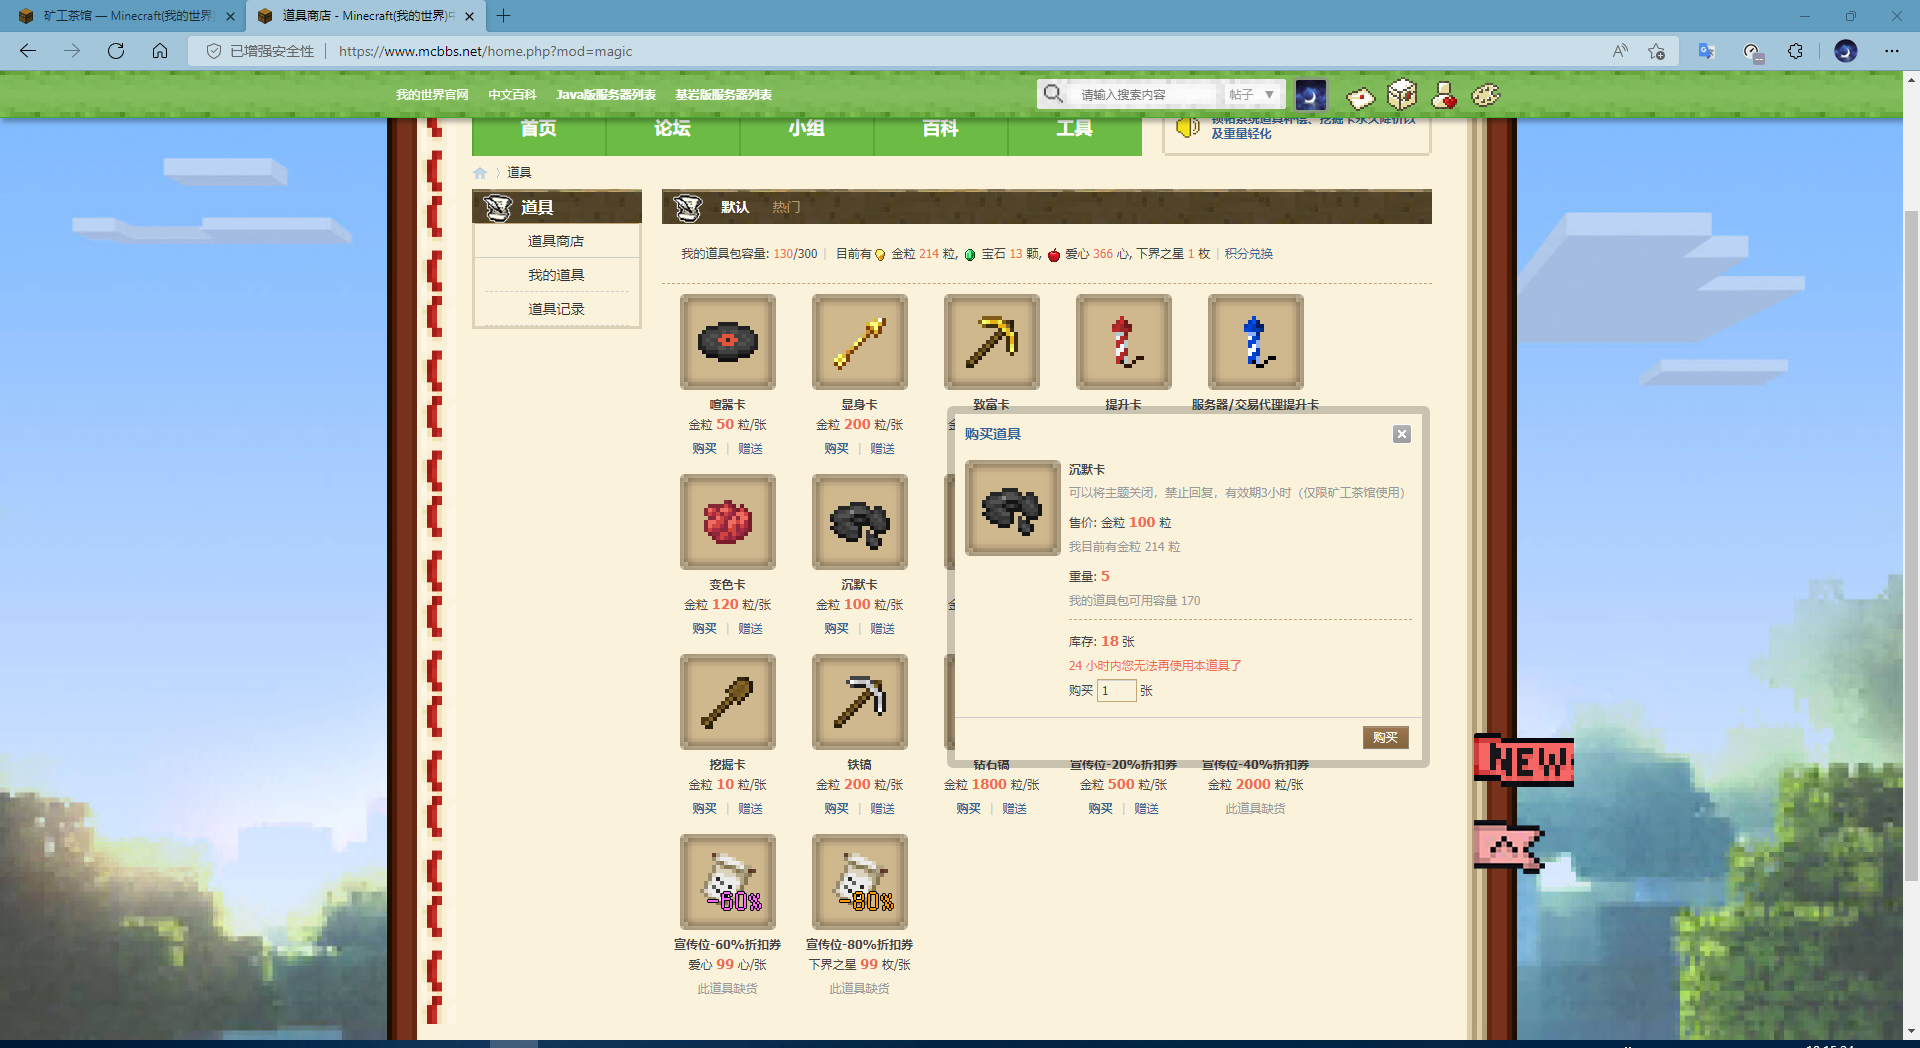 矿工茶馆 — Minecraft(我的世界)
道具商店 - Minecraft(我的世界)中
已增强安全性
https://www.mcbbs.net/home.php?mod=magic
我的世界官网 中文百科 Java版服务器列表 基岩版服务器列表
请输入搜索内容 帖子
首页 论坛 小组 百科 工具
及重量轻化
道具
道具
道具商店
我的道具
道具记录
默认 热门
我的道具包容量: 130/300 目前有 金粒 214 粒, 宝石 13 颗, 爱心 366 心, 下界之星 1 枚 积分兑换
喧嚣卡 显身卡 致富卡 提升卡 服务器/交易代理提升卡
金粒 50 粒/张 金粒 200 粒/张
购买 赠送 购买 赠送
变色卡 沉默卡
金粒 120 粒/张 金粒 100 粒/张
购买 赠送 购买 赠送
购买道具
沉默卡
可以将主题关闭，禁止回复，有效期3小时（仅限矿工茶馆使用）
售价: 金粒 100 粒
我目前有金粒 214 粒
重量: 5
我的道具包可用容量 170
库存: 18 张
24 小时内您无法再使用本道具了
购买 1 张
购买
挖掘卡 铁镐 钻石镐 宣传位-20%折扣券 宣传位-40%折扣券
金粒 10 粒/张 金粒 200 粒/张 金粒 1800 粒/张 金粒 500 粒/张 金粒 2000 粒/张
购买 赠送 购买 赠送 购买 赠送 购买 赠送 此道具缺货
-60% -80%
宣传位-60%折扣券 宣传位-80%折扣券
爱心 99 心/张 下界之星 99 枚/张
此道具缺货 此道具缺货
NEW